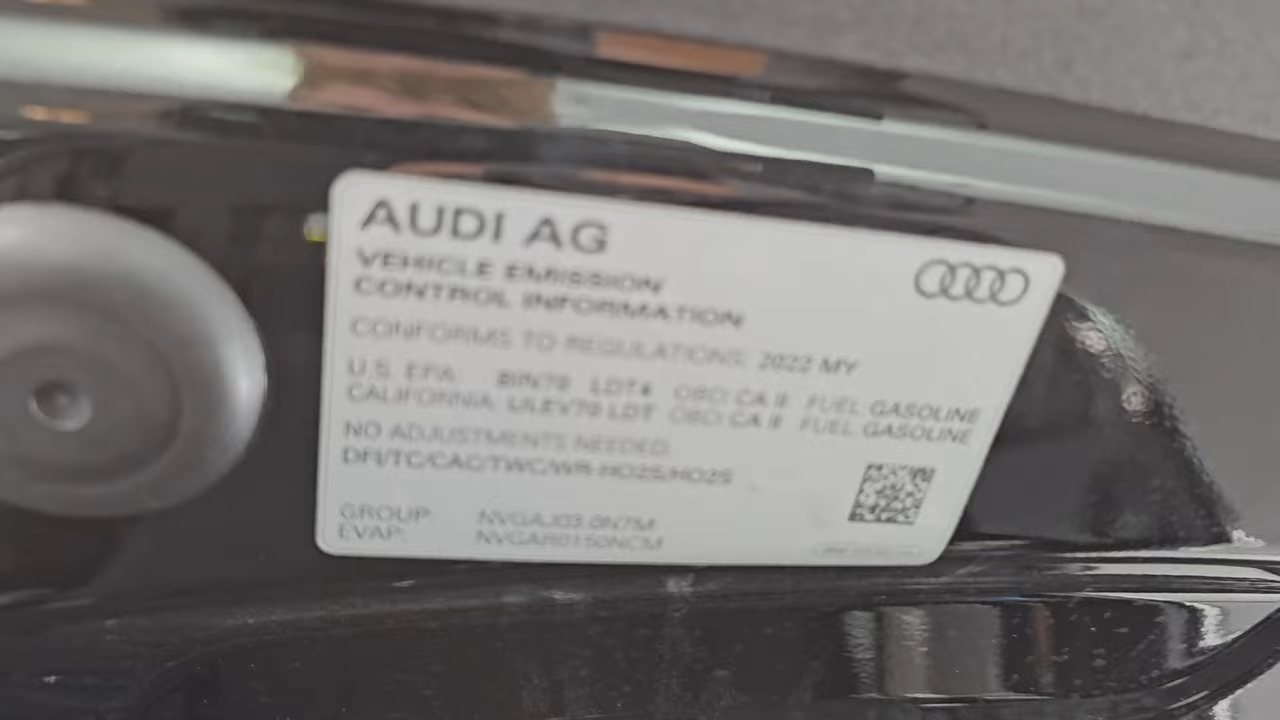 AUDI AG
VEHICLE EMISSION
CONTROL INFORMATION
CONFORMS TO REGULATIONS: 2022 MY
U.S. EPA: BIN70 LDT4 OBD: CA II FUEL: GASOLINE
CALIFORNIA: ULEV70 LDT OBD: CA II FUEL: GASOLINE
NO ADJUSTMENTS NEEDED
DFI/TC/CAC/TWC/WR-HO2S/HO2S
GROUP: NVGAJ03.0N7M
EVAP: NVGAR0150NCM